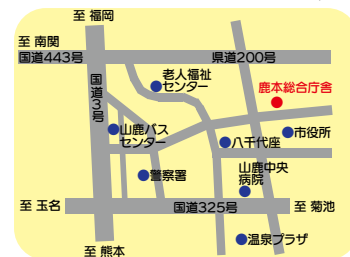 至 福岡
至 南関
国道443号
県道200号
国道3号
老人福祉
センター
鹿本総合庁舎
山鹿バス
センター
市役所
八千代座
警察署
山鹿中央
病院
至 玉名
国道325号
至 菊池
温泉プラザ
至 熊本